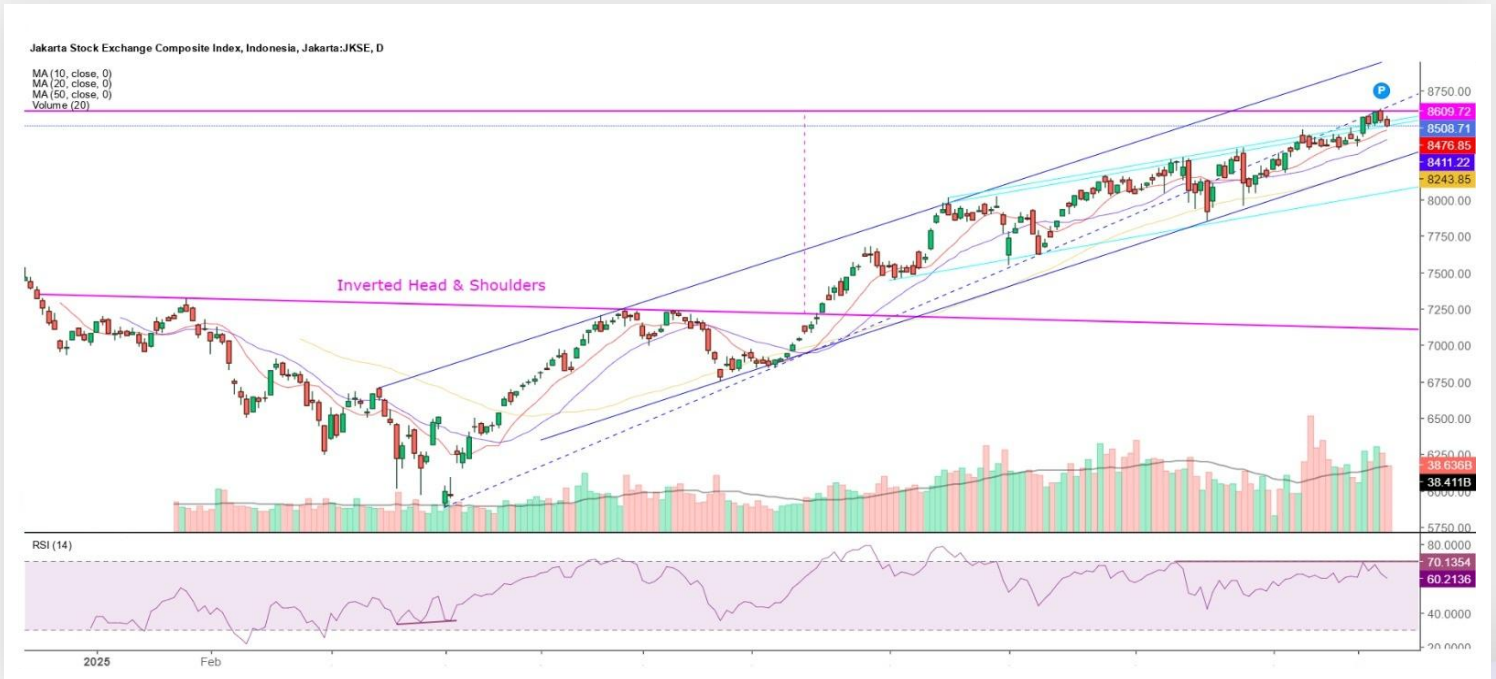 Jakarta Stock Exchange Composite Index, Indonesia, Jakarta:JKSE, D
MA (10, close, 0)
MA (20, close, 0)
MA (50, close, 0)
Volume (20)
P
Inverted Head & Shoulders
8750.00
8609.72
8508.71
8476.85
8411.22
8243.85
8000.00
7750.00
7500.00
7250.00
7000.00
6750.00
6500.00
6250.00
38.636B
38.411B
6000.00
5750.00
RSI (14)
80.0000
70.1354
60.2136
40.0000
20.0000
2025
Feb